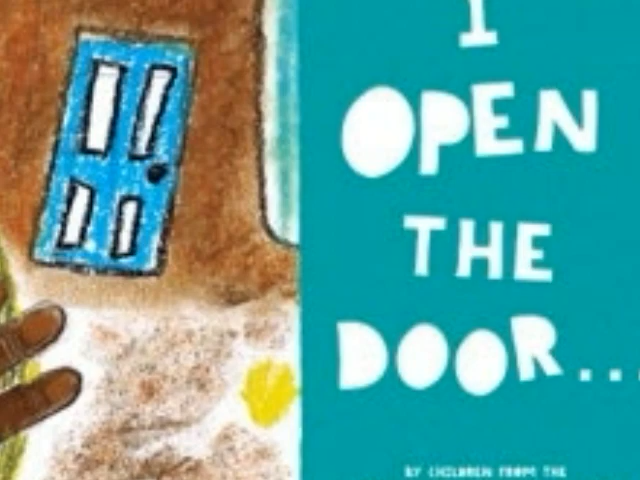 I
OPEN
THE
DOOR...
BY CHILDREN FROM THE